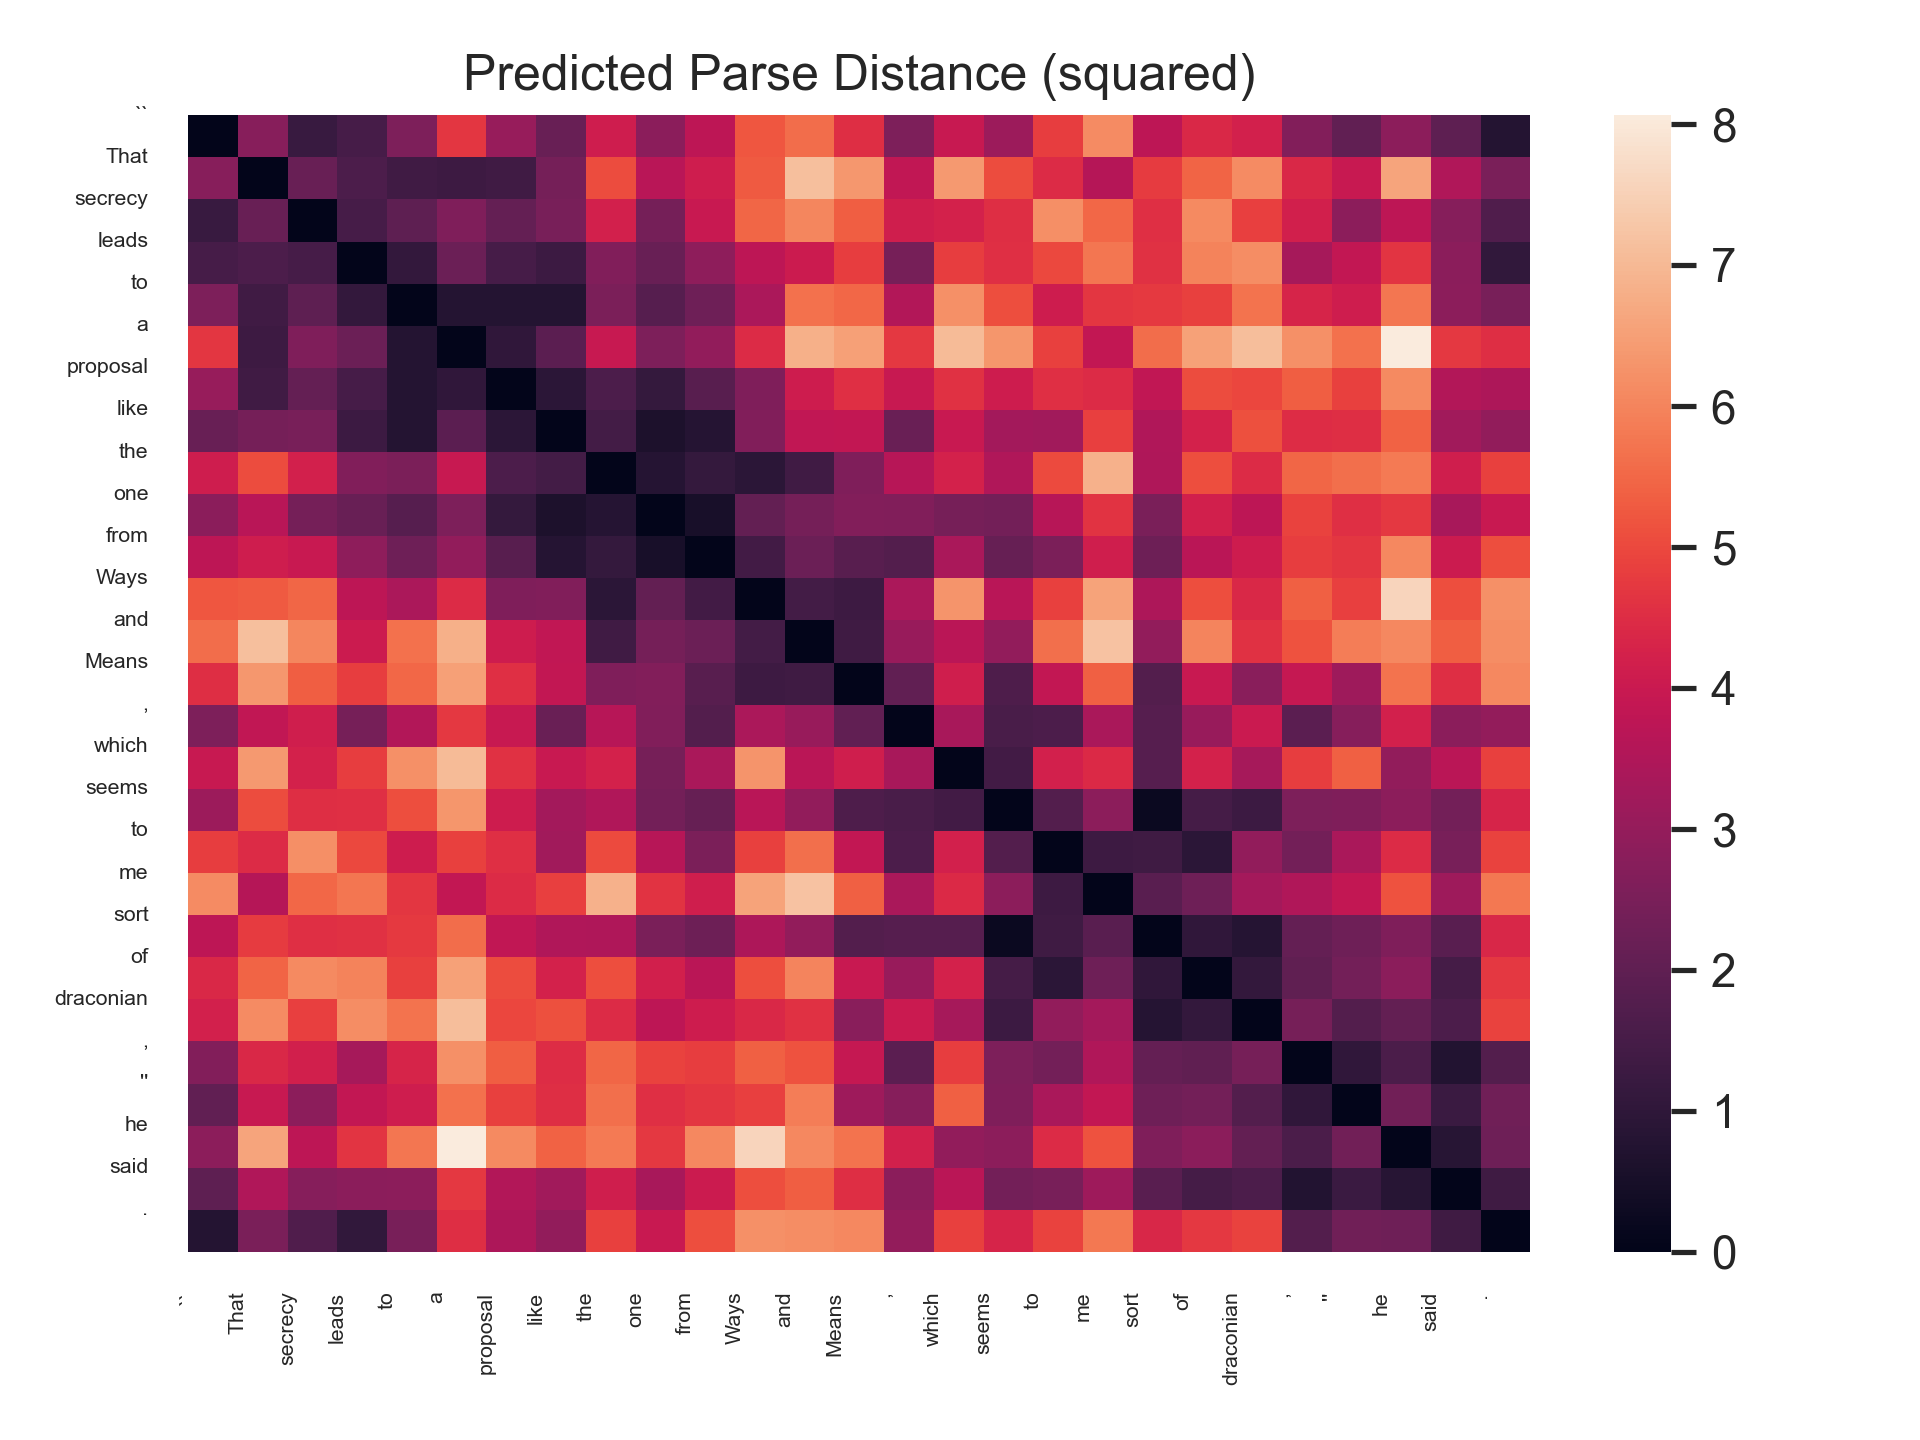 Predicted Parse Distance (squared)
``
That
secrecy
leads
to
a
proposal
like
the
one
from
Ways
and
Means
,
which
seems
to
me
sort
of
draconian
,
''
he
said
.
8
7
6
5
4
3
2
1
0
``
That
secrecy
leads
to
a
proposal
like
the
one
from
Ways
and
Means
,
which
seems
to
me
sort
of
draconian
,
''
he
said
.